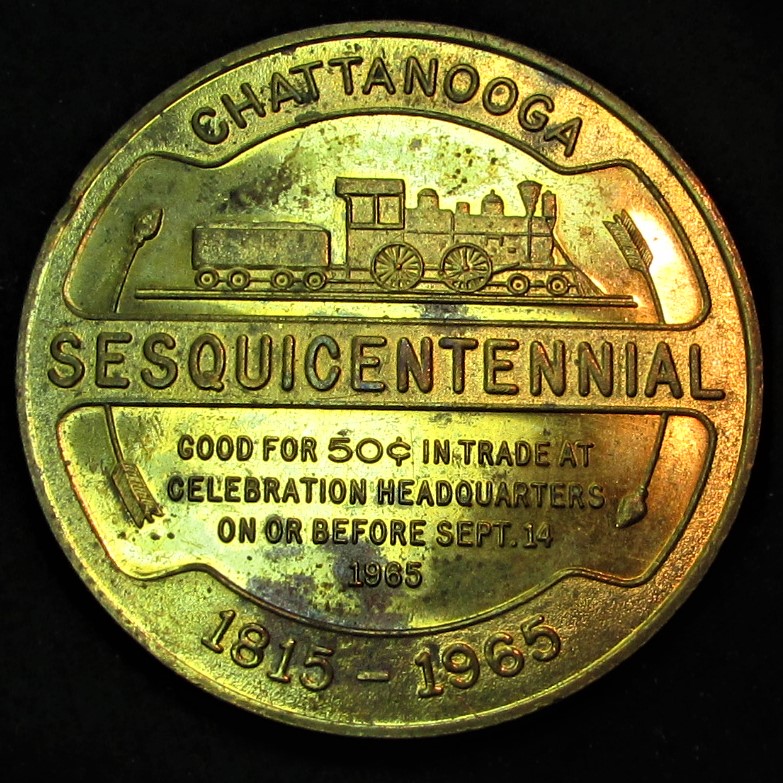 CHATTANOOGA
SESQUICENTENNIAL
GOOD FOR 50¢ IN TRADE AT
CELEBRATION HEADQUARTERS
ON OR BEFORE SEPT. 14
1965
1815 – 1965